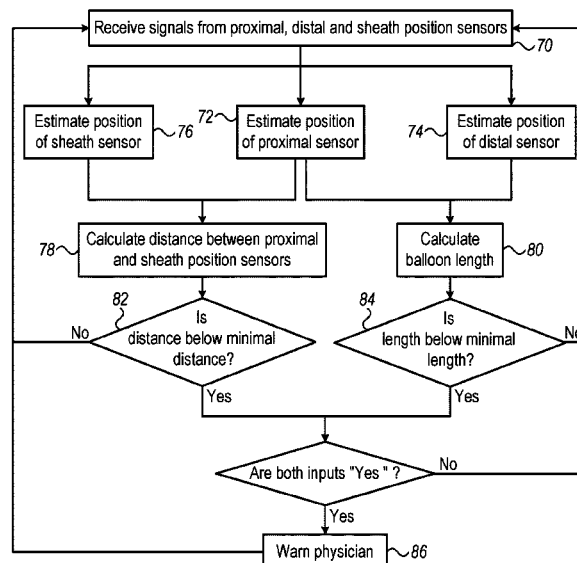 Receive signals from proximal, distal and sheath position sensors
70
Estimate position
of sheath sensor
76
72
Estimate position
of proximal sensor
74
Estimate position
of distal sensor
78
Calculate distance between proximal
and sheath position sensors
Calculate
balloon length
80
82
Is
distance below minimal
distance?
No
Yes
84
Is
length below minimal
length?
No
Yes
Are both inputs "Yes" ?
No
Yes
Warn physician
86